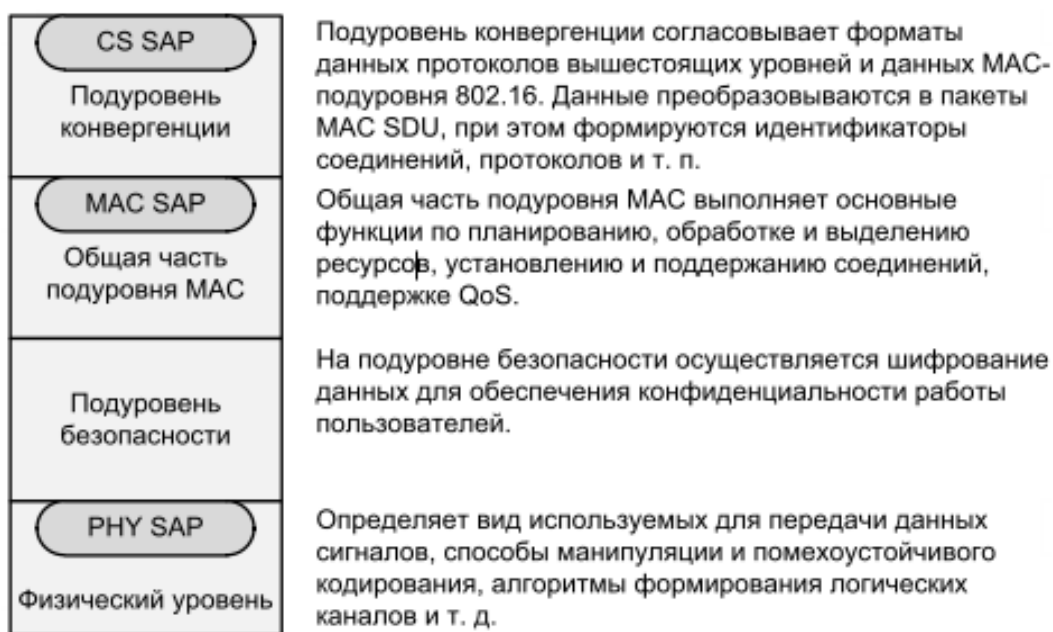 CS SAP
Подуровень
конвергенции
Подуровень конвергенции согласовывает форматы
данных протоколов вышестоящих уровней и данных MAC-
подуровня 802.16. Данные преобразовываются в пакеты
MAC SDU, при этом формируются идентификаторы
соединений, протоколов и т. п.
MAC SAP
Общая часть
подуровня MAC
Общая часть подуровня MAC выполняет основные
функции по планированию, обработке и выделению
ресурсов, установлению и поддержанию соединений,
поддержке QoS.
Подуровень
безопасности
На подуровне безопасности осуществляется шифрование
данных для обеспечения конфиденциальности работы
пользователей.
PHY SAP
Физический уровень
Определяет вид используемых для передачи данных
сигналов, способы манипуляции и помехоустойчивого
кодирования, алгоритмы формирования логических
каналов и т. д.